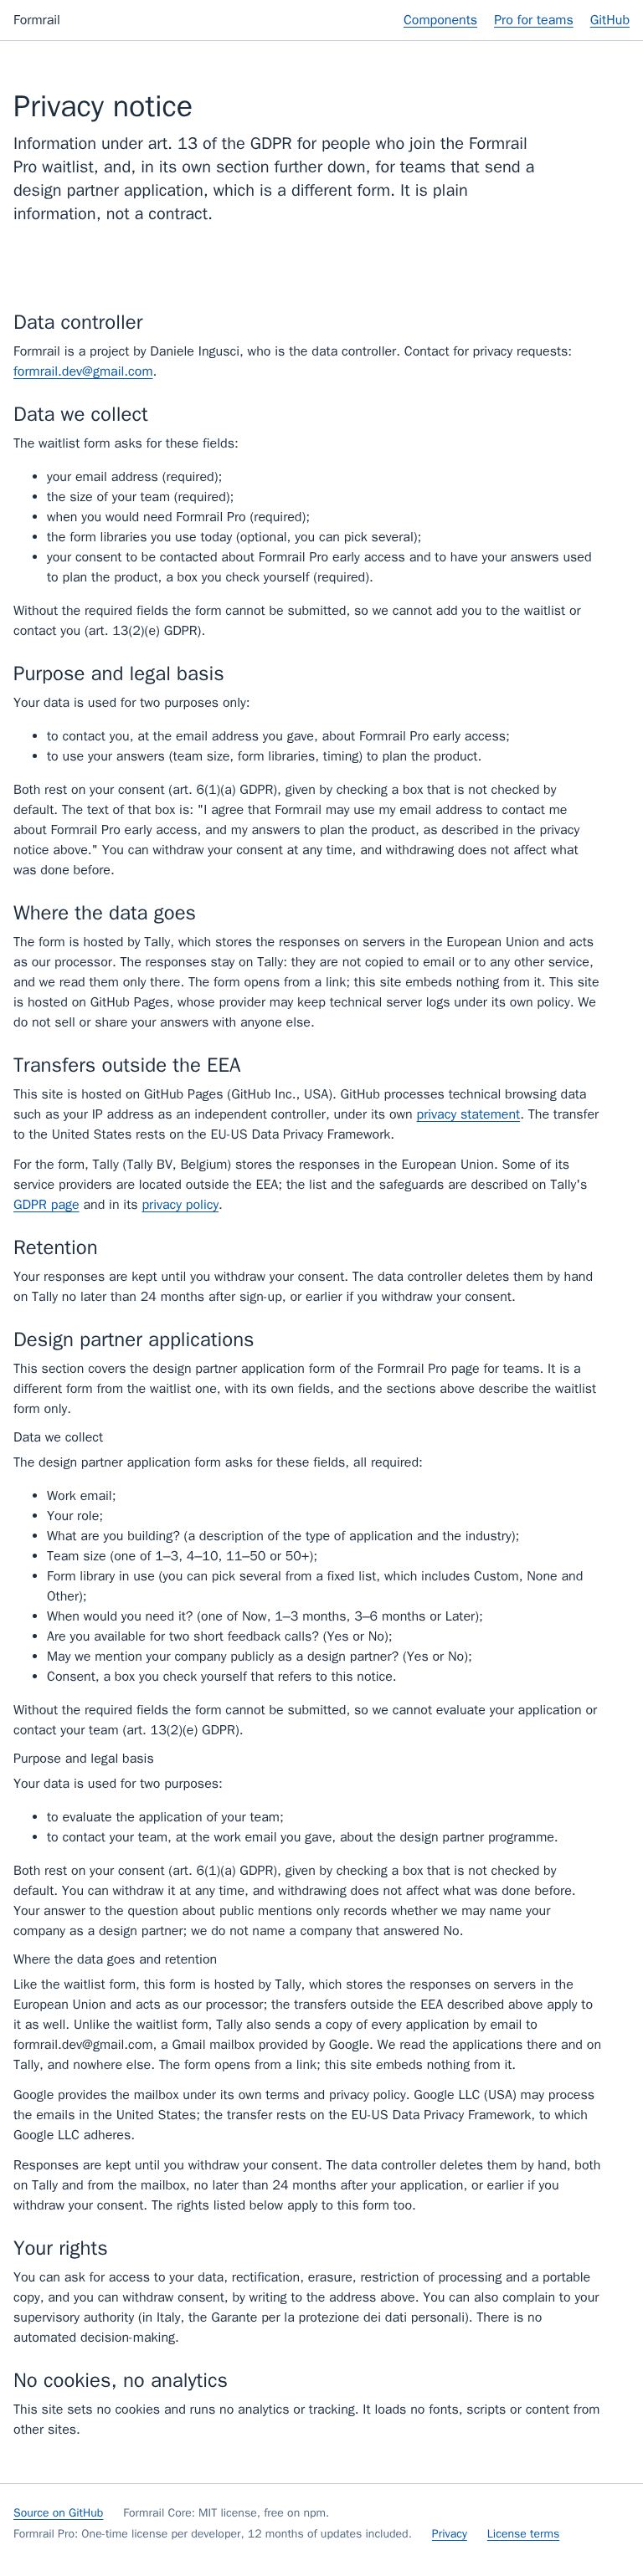 Formrail
Components
Pro for teams
GitHub
Privacy notice
Information under art. 13 of the GDPR for people who join the Formrail
Pro waitlist, and, in its own section further down, for teams that send a
design partner application, which is a different form. It is plain
information, not a contract.
Data controller
Formrail is a project by Daniele Ingusci, who is the data controller. Contact for privacy requests:
formrail.dev@gmail.com.
Data we collect
The waitlist form asks for these fields:
• your email address (required);
• the size of your team (required);
• when you would need Formrail Pro (required);
• the form libraries you use today (optional, you can pick several);
• your consent to be contacted about Formrail Pro early access and to have your answers used
to plan the product, a box you check yourself (required).
Without the required fields the form cannot be submitted, so we cannot add you to the waitlist or
contact you (art. 13(2)(e) GDPR).
Purpose and legal basis
Your data is used for two purposes only:
• to contact you, at the email address you gave, about Formrail Pro early access;
• to use your answers (team size, form libraries, timing) to plan the product.
Both rest on your consent (art. 6(1)(a) GDPR), given by checking a box that is not checked by
default. The text of that box is: "I agree that Formrail may use my email address to contact me
about Formrail Pro early access, and my answers to plan the product, as described in the privacy
notice above." You can withdraw your consent at any time, and withdrawing does not affect what
was done before.
Where the data goes
The form is hosted by Tally, which stores the responses on servers in the European Union and acts
as our processor. The responses stay on Tally: they are not copied to email or to any other service,
and we read them only there. The form opens from a link; this site embeds nothing from it. This site
is hosted on GitHub Pages, whose provider may keep technical server logs under its own policy. We
do not sell or share your answers with anyone else.
Transfers outside the EEA
This site is hosted on GitHub Pages (GitHub Inc., USA). GitHub processes technical browsing data
such as your IP address as an independent controller, under its own privacy statement. The transfer
to the United States rests on the EU-US Data Privacy Framework.
For the form, Tally (Tally BV, Belgium) stores the responses in the European Union. Some of its
service providers are located outside the EEA; the list and the safeguards are described on Tally's
GDPR page and in its privacy policy.
Retention
Your responses are kept until you withdraw your consent. The data controller deletes them by hand
on Tally no later than 24 months after sign-up, or earlier if you withdraw your consent.
Design partner applications
This section covers the design partner application form of the Formrail Pro page for teams. It is a
different form from the waitlist one, with its own fields, and the sections above describe the waitlist
form only.
Data we collect
The design partner application form asks for these fields, all required:
• Work email;
• Your role;
• What are you building? (a description of the type of application and the industry);
• Team size (one of 1–3, 4–10, 11–50 or 50+);
• Form library in use (you can pick several from a fixed list, which includes Custom, None and
Other);
• When would you need it? (one of Now, 1–3 months, 3–6 months or Later);
• Are you available for two short feedback calls? (Yes or No);
• May we mention your company publicly as a design partner? (Yes or No);
• Consent, a box you check yourself that refers to this notice.
Without the required fields the form cannot be submitted, so we cannot evaluate your application or
contact your team (art. 13(2)(e) GDPR).
Purpose and legal basis
Your data is used for two purposes:
• to evaluate the application of your team;
• to contact your team, at the work email you gave, about the design partner programme.
Both rest on your consent (art. 6(1)(a) GDPR), given by checking a box that is not checked by
default. You can withdraw it at any time, and withdrawing does not affect what was done before.
Your answer to the question about public mentions only records whether we may name your
company as a design partner; we do not name a company that answered No.
Where the data goes and retention
Like the waitlist form, this form is hosted by Tally, which stores the responses on servers in the
European Union and acts as our processor; the transfers outside the EEA described above apply to
it as well. Unlike the waitlist form, Tally also sends a copy of every application by email to
formrail.dev@gmail.com, a Gmail mailbox provided by Google. We read the applications there and on
Tally, and nowhere else. The form opens from a link; this site embeds nothing from it.
Google provides the mailbox under its own terms and privacy policy. Google LLC (USA) may process
the emails in the United States; the transfer rests on the EU-US Data Privacy Framework, to which
Google LLC adheres.
Responses are kept until you withdraw your consent. The data controller deletes them by hand, both
on Tally and from the mailbox, no later than 24 months after your application, or earlier if you
withdraw your consent. The rights listed below apply to this form too.
Your rights
You can ask for access to your data, rectification, erasure, restriction of processing and a portable
copy, and you can withdraw consent, by writing to the address above. You can also complain to your
supervisory authority (in Italy, the Garante per la protezione dei dati personali). There is no
automated decision-making.
No cookies, no analytics
This site sets no cookies and runs no analytics or tracking. It loads no fonts, scripts or content from
other sites.
Source on GitHub
Formrail Core: MIT license, free on npm.
Formrail Pro: One-time license per developer, 12 months of updates included.
Privacy
License terms